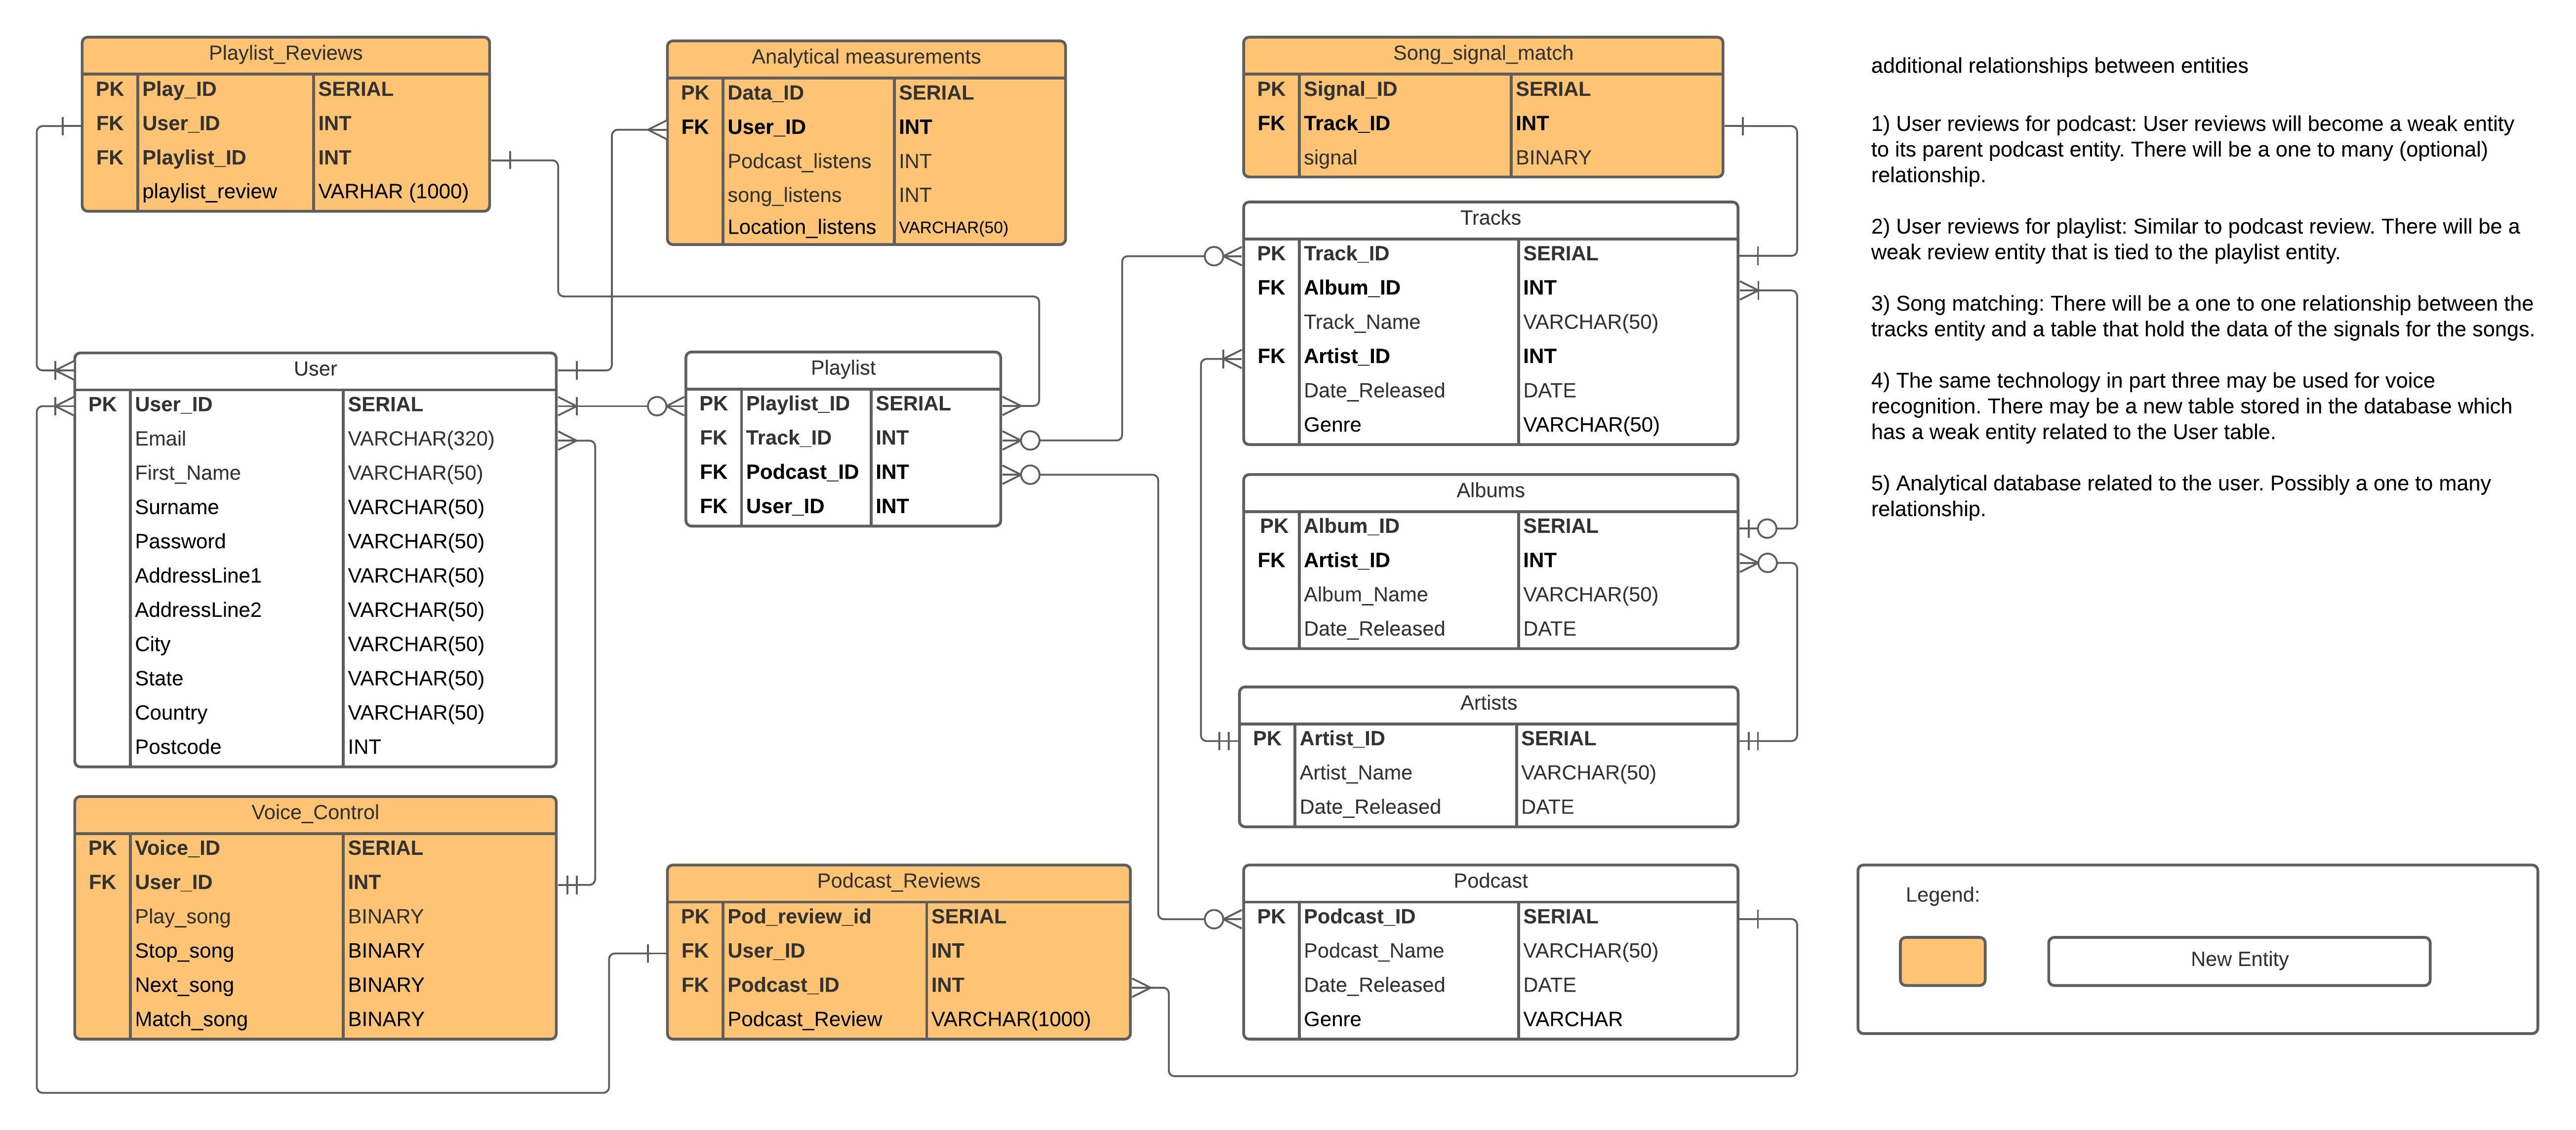 Playlist_Reviews
PK Play_ID SERIAL
FK User_ID INT
FK Playlist_ID INT
playlist_review VARHAR (1000)
Analytical measurements
PK Data_ID SERIAL
FK User_ID INT
Podcast_listens INT
song_listens INT
Location_listens VARCHAR(50)
Song_signal_match
PK Signal_ID SERIAL
FK Track_ID INT
signal BINARY
Tracks
PK Track_ID SERIAL
FK Album_ID INT
Track_Name VARCHAR(50)
FK Artist_ID INT
Date_Released DATE
Genre VARCHAR(50)
User
PK User_ID SERIAL
Email VARCHAR(320)
First_Name VARCHAR(50)
Surname VARCHAR(50)
Password VARCHAR(50)
AddressLine1 VARCHAR(50)
AddressLine2 VARCHAR(50)
City VARCHAR(50)
State VARCHAR(50)
Country VARCHAR(50)
Postcode INT
Playlist
PK Playlist_ID SERIAL
FK Track_ID INT
FK Podcast_ID INT
FK User_ID INT
Albums
PK Album_ID SERIAL
FK Artist_ID INT
Album_Name VARCHAR(50)
Date_Released DATE
Artists
PK Artist_ID SERIAL
Artist_Name VARCHAR(50)
Date_Released DATE
Voice_Control
PK Voice_ID SERIAL
FK User_ID INT
Play_song BINARY
Stop_song BINARY
Next_song BINARY
Match_song BINARY
Podcast_Reviews
PK Pod_review_id SERIAL
FK User_ID INT
FK Podcast_ID INT
Podcast_Review VARCHAR(1000)
Podcast
PK Podcast_ID SERIAL
Podcast_Name VARCHAR(50)
Date_Released DATE
Genre VARCHAR
additional relationships between entities
1) User reviews for podcast: User reviews will become a weak entity
to its parent podcast entity. There will be a one to many (optional)
relationship.
2) User reviews for playlist: Similar to podcast review. There will be a
weak review entity that is tied to the playlist entity.
3) Song matching: There will be a one to one relationship between the
tracks entity and a table that hold the data of the signals for the songs.
4) The same technology in part three may be used for voice
recognition. There may be a new table stored in the database which
has a weak entity related to the User table.
5) Analytical database related to the user. Possibly a one to many
relationship.
Legend:
New Entity